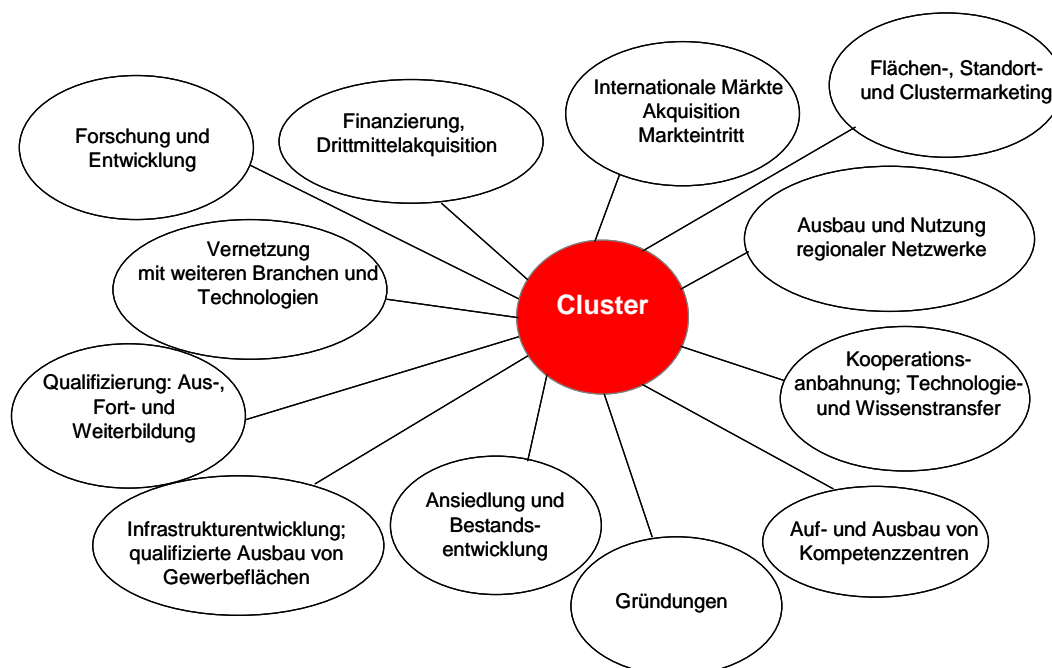 Forschung und
Entwicklung
Finanzierung,
Drittmittelakquisition
Internationale Märkte
Akquisition
Markteintritt
Flächen-, Standort-
und Clustermarketing
Vernetzung
mit weiteren Branchen und
Technologien
Cluster
Ausbau und Nutzung
regionaler Netzwerke
Qualifizierung: Aus-,
Fort- und
Weiterbildung
Kooperations-
anbahnung; Technologie-
und Wissenstransfer
Infrastrukturentwicklung;
qualifizierte Ausbau von
Gewerbeflächen
Ansiedlung und
Bestands-
entwicklung
Gründungen
Auf- und Ausbau von
Kompetenzzentren